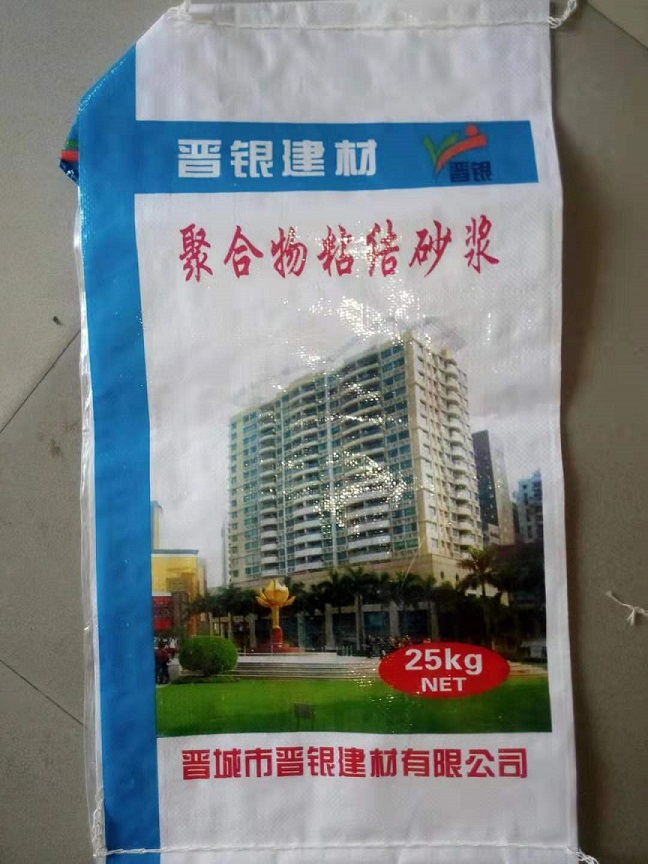 晋银建材
晋银
聚合物粘结砂浆
25kg
NET
晋城市晋银建材有限公司